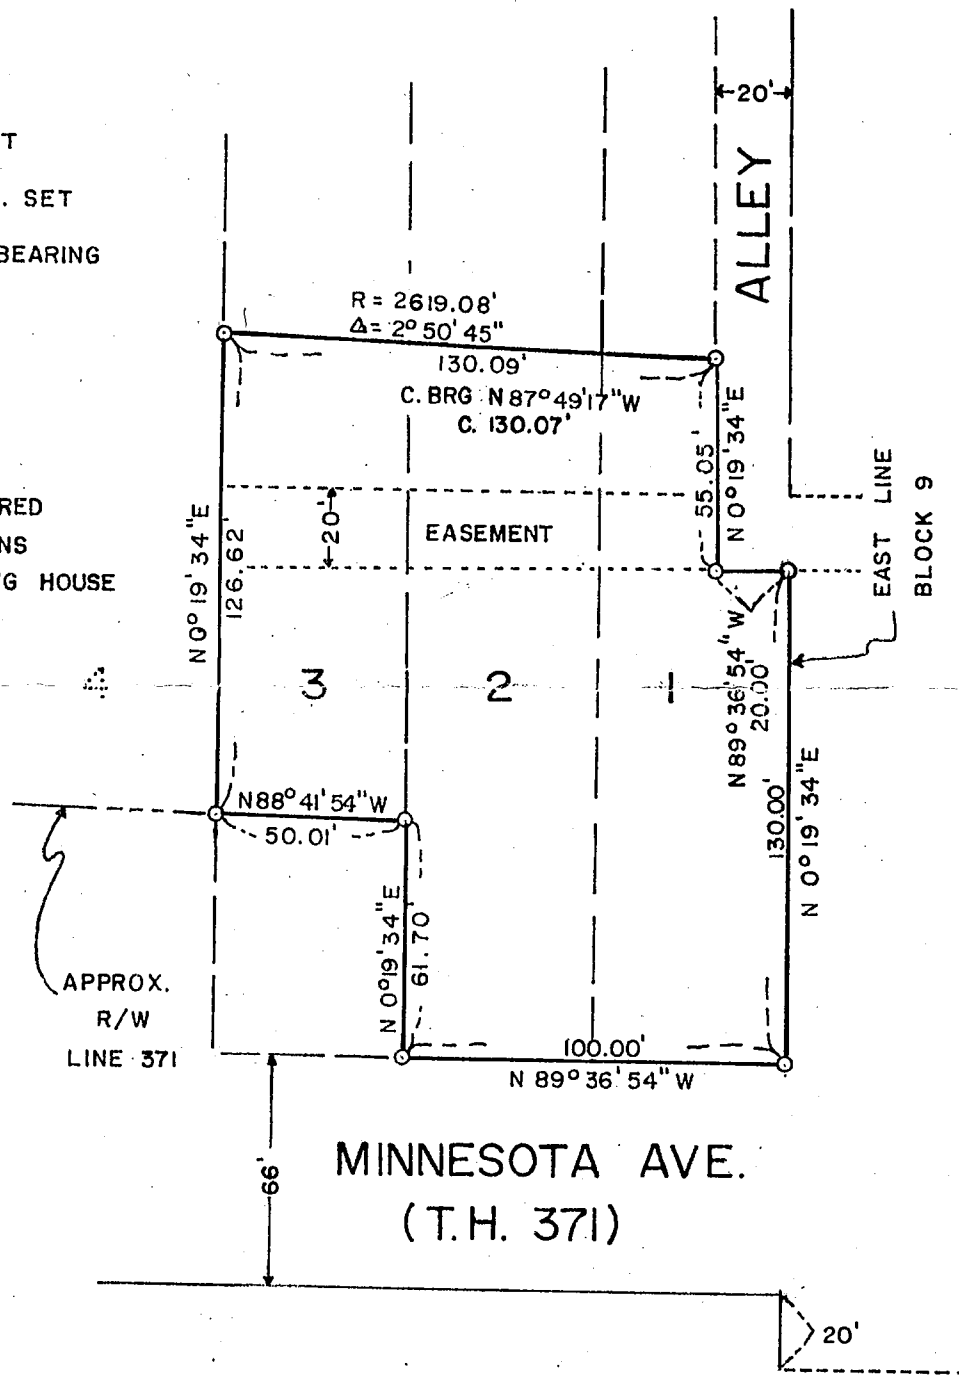 T
. SET
BEARING
20'
ALLEY
R = 2619.08'
Δ = 2° 50' 45"
130.09'
C. BRG N 87° 49' 17" W
C. 130.07'
55.05'
N 0° 19' 34" E
EAST LINE
BLOCK 9
RED
NS
G HOUSE
20'
EASEMENT
N 0° 19' 34" E
126.62'
N 89° 36' 54" W
20.00'
4
3
2
1
130.00'
N 0° 19' 34" E
N 88° 41' 54" W
50.01'
N 0° 19' 34" E
61.70'
APPROX.
R/W
LINE 371
100.00'
N 89° 36' 54" W
66'
MINNESOTA AVE.
(T.H. 371)
20'